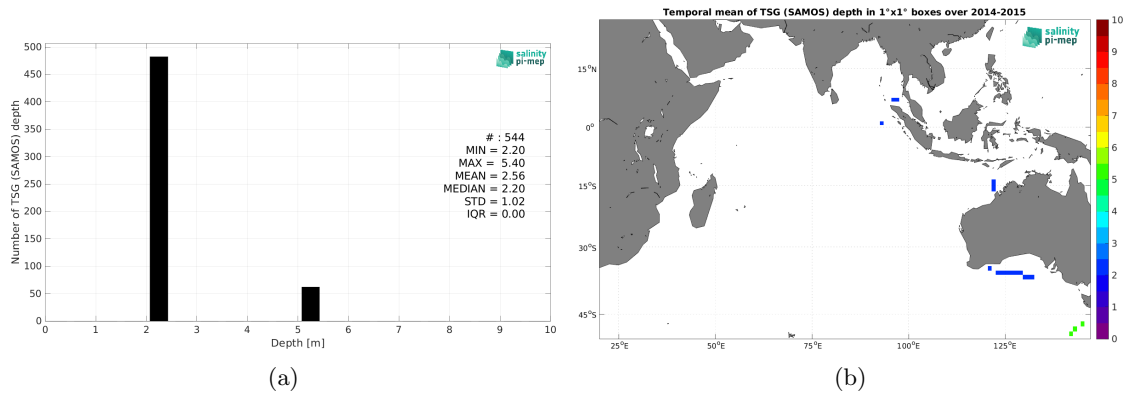 500
450
400
350
300
250
200
150
100
50
0
Number of TSG (SAMOS) depth
salinity
pi-mep
# : 544
MIN = 2.20
MAX = 5.40
MEAN = 2.56
MEDIAN = 2.20
STD = 1.02
IQR = 0.00
0 1 2 3 4 5 6 7 8 9 10
Depth [m]
(a)
Temporal mean of TSG (SAMOS) depth in 1°x1° boxes over 2014-2015
salinity
pi-mep
15°N
0°
15°S
30°S
45°S
25°E 50°E 75°E 100°E 125°E
10
9
8
7
6
5
4
3
2
1
0
(b)